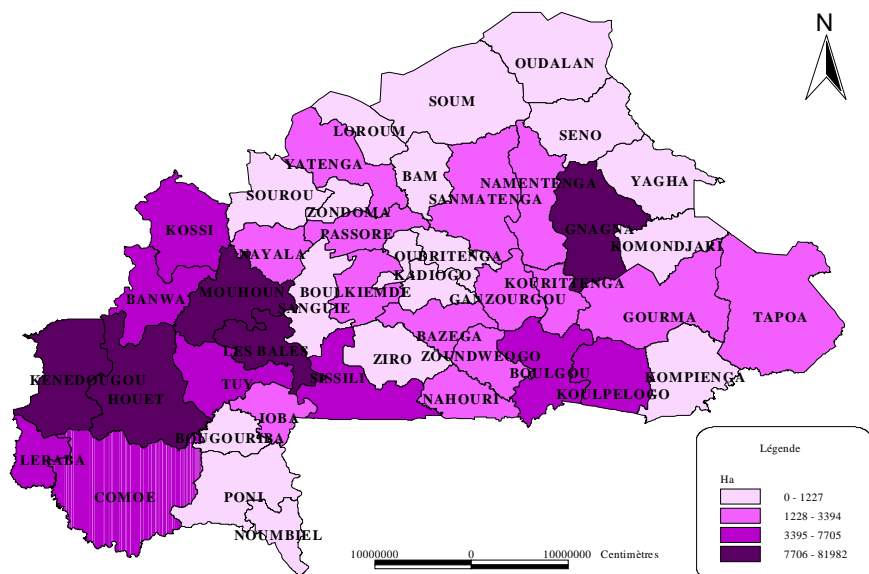 N
OUDALAN
SOUM
LOROUM
SENO
YATENGA
BAM
NAMENTENGA
YAGHA
SOUROU
SANMATENGA
ZONDOMA
KOSSI
PASSORE
GNAGNA
NAYALA
OUBRITENGA
KOMONDJARI
KADIOGO
MOUHOUN
BOULKIEMDE
KOURITTENGA
BANWA
SANGUIE
GANZOURGOU
GOURMA
TAPOA
BAZEGA
LES BALES
ZIRO
ZOUNDWEOGO
KENEDOUGOU
TUY
SISSILI
BOULGOU
KOMPIENGA
HOUET
NAHOURI
KOULPELOGO
IOBA
BOUGOURIBA
LERABA
COMOE
PONI
NOUMBIEL
Légende
Ha
0 - 1227
1228 - 3394
3395 - 7705
7706 - 81982
10000000 0 10000000 Centimètres